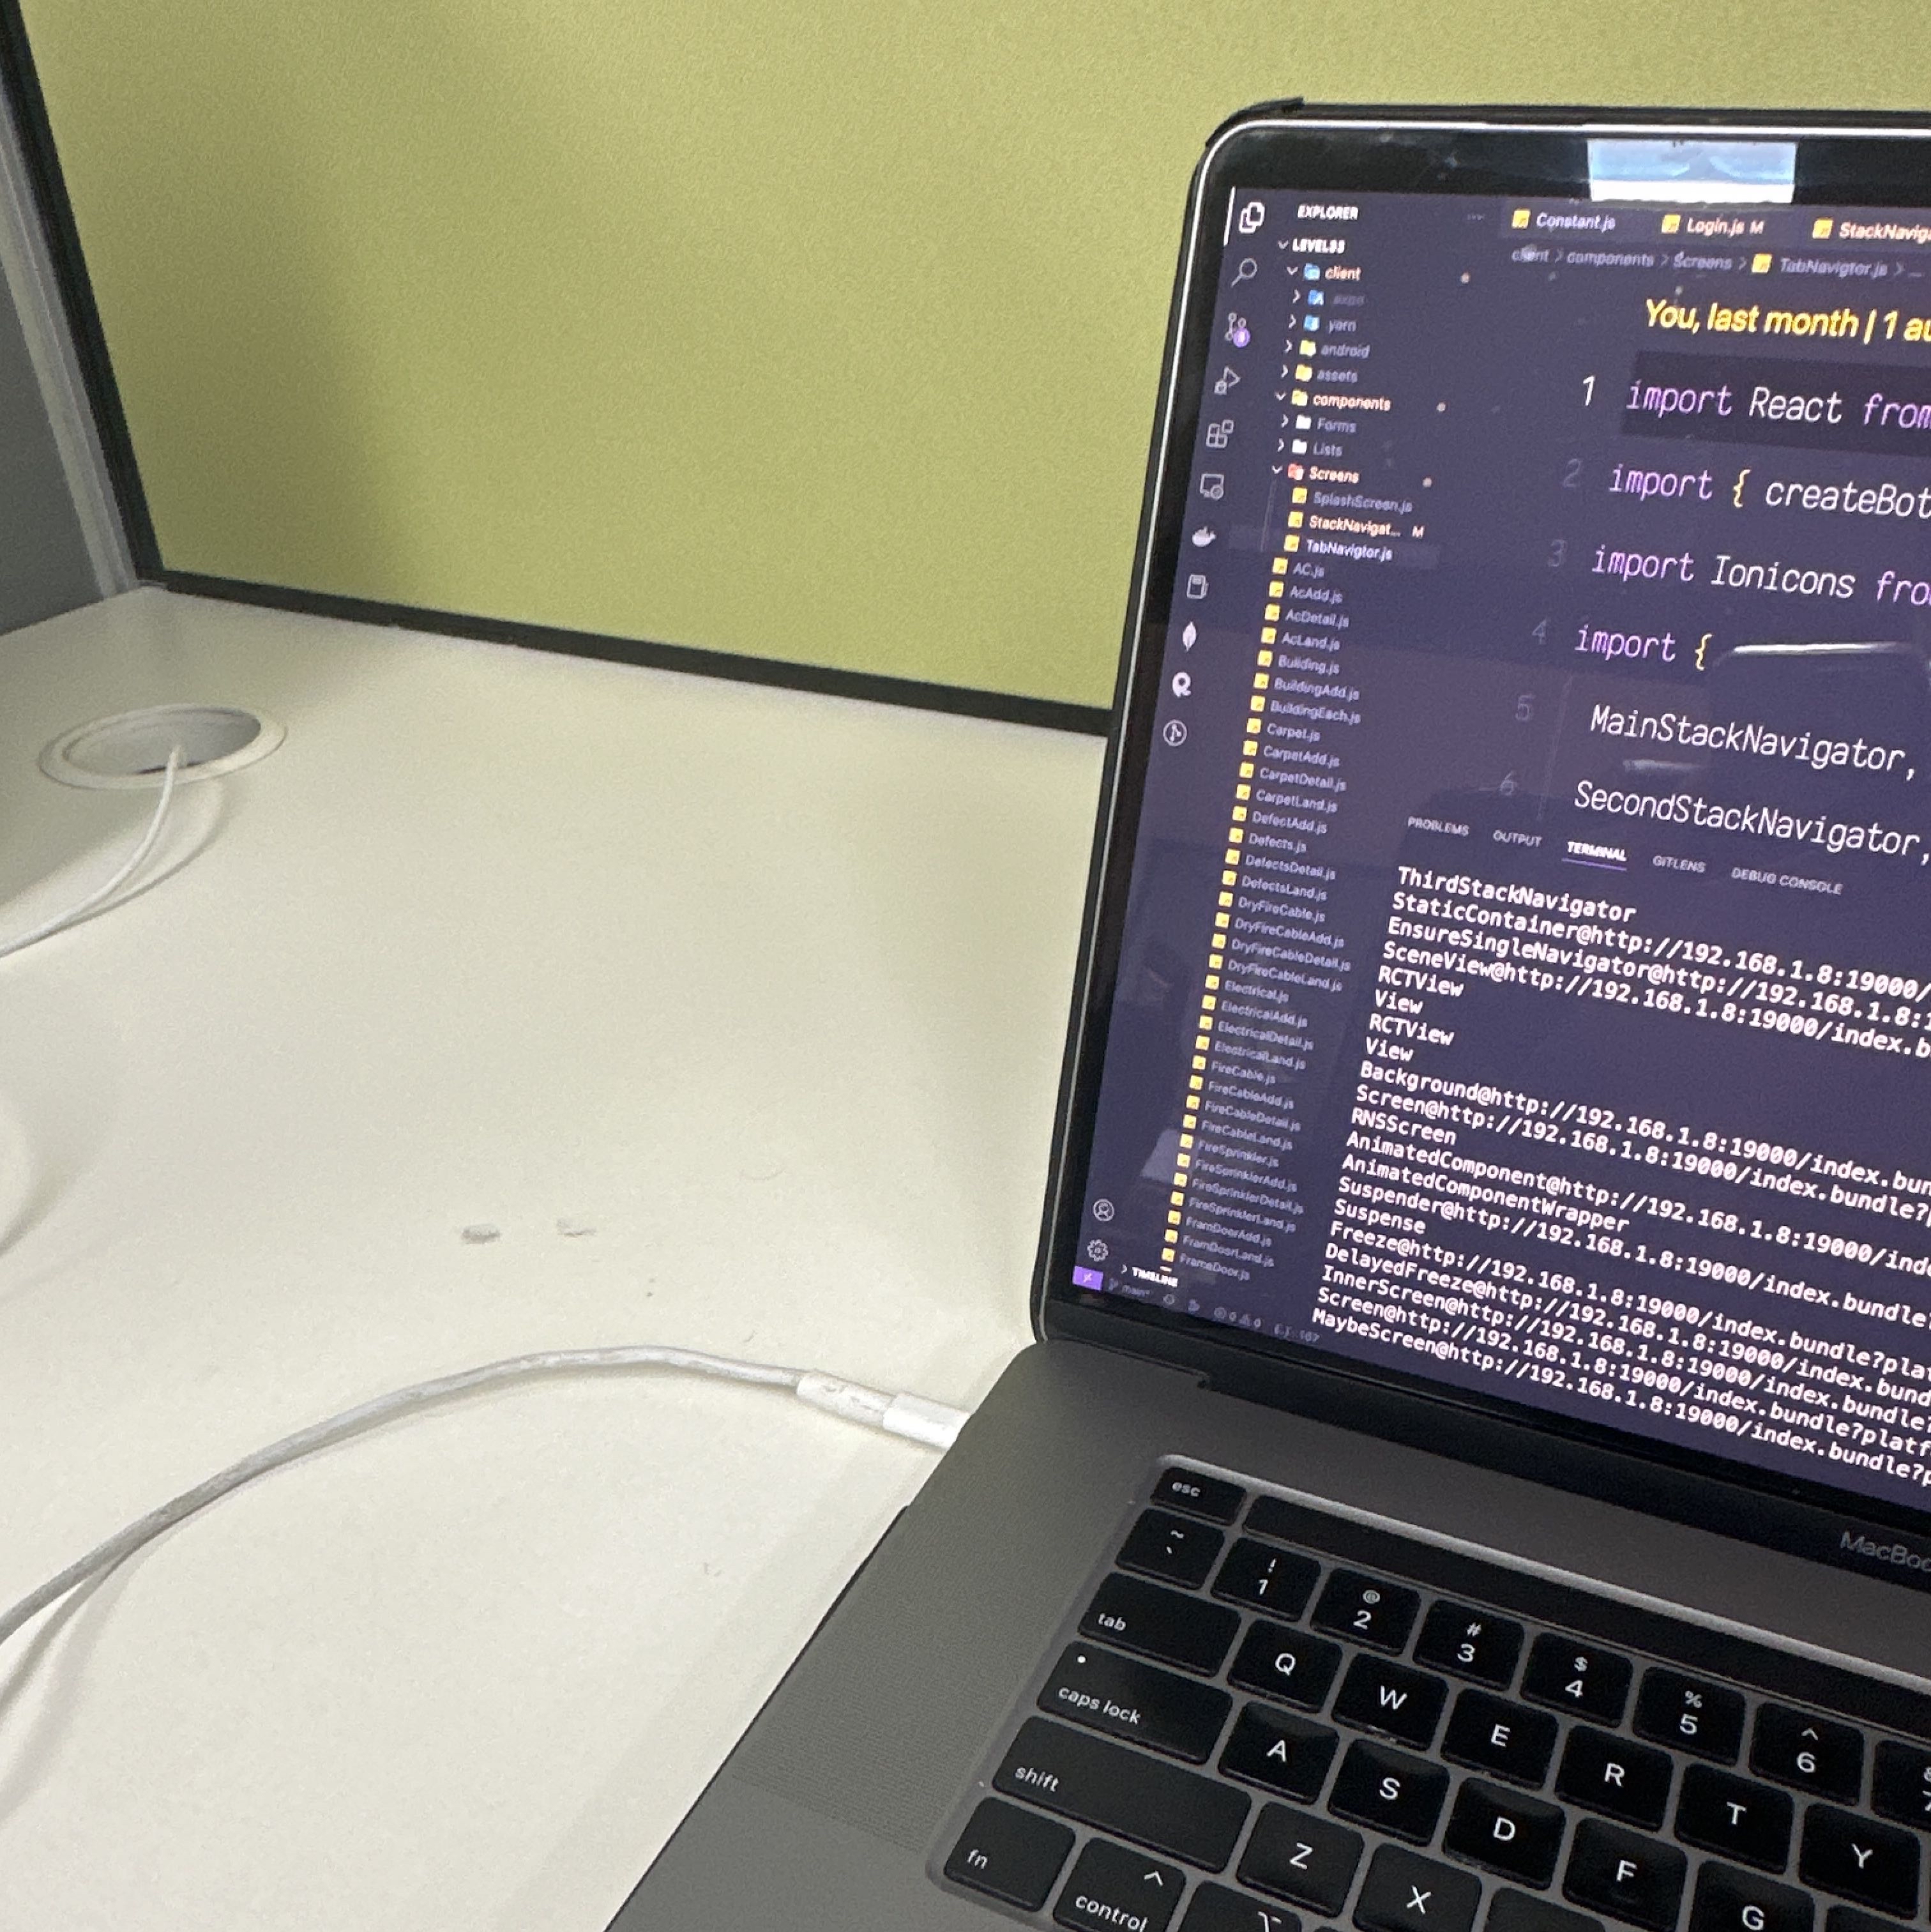 EXPLORER
Constant.js
Login.js M
StackNavig
LEVEL33
client > components > Screens > TabNavigtor.js > ...
client
yarn
android
assets
components
Forms
Lists
Screens
SplashScreen.js
StackNavigat... M
TabNavigtor.js
AC.js
AcAdd.js
AcDetail.js
AcLand.js
Building.js
BuildingAdd.js
BuildingEach.js
Carpet.js
CarpetAdd.js
CarpetDetail.js
CarpetLand.js
DefectAdd.js
Defects.js
DefectsDetail.js
DefectsLand.js
DryFireCable.js
DryFireCableAdd.js
DryFireCableDetail.js
DryFireCableLand.js
Electrical.js
ElectricalAdd.js
ElectricalDetail.js
ElectricalLand.js
FireCable.js
FireCableAdd.js
FireCableDetail.js
FireCableLand.js
FireSprinkler.js
FireSprinklerAdd.js
FireSprinklerDetail.js
FireSprinklerLand.js
FramDoorAdd.js
FramDoorLand.js
FrameDoor.js
TIMELINE
main*
You, last month | 1 au
1 import React from
2 import { createBot
3 import Ionicons fro
4 import {
5 MainStackNavigator,
6 SecondStackNavigator,
PROBLEMS OUTPUT TERMINAL GITLENS DEBUG CONSOLE
ThirdStackNavigator
StaticContainer@http://192.168.1.8:19000/
EnsureSingleNavigator@http://192.168.1.8:1
SceneView@http://192.168.1.8:19000/index.b
RCTView
View
RCTView
View
Background@http://192.168.1.8:19000/index.bun
Screen@http://192.168.1.8:19000/index.bundle?p
RNSScreen
AnimatedComponent@http://192.168.1.8:19000/inde
AnimatedComponentWrapper
Suspender@http://192.168.1.8:19000/index.bundle?
Suspense
Freeze@http://192.168.1.8:19000/index.bundle?plat
DelayedFreeze@http://192.168.1.8:19000/index.bund
InnerScreen@http://192.168.1.8:19000/index.bundle?
Screen@http://192.168.1.8:19000/index.bundle?platf
MaybeScreen@http://192.168.1.8:19000/index.bundle?p
MacBoo
esc
~ `
! 1
@ 2
# 3
$ 4
% 5
^ 6
tab Q W E R T Y
caps lock A S D F G
shift Z X
fn control